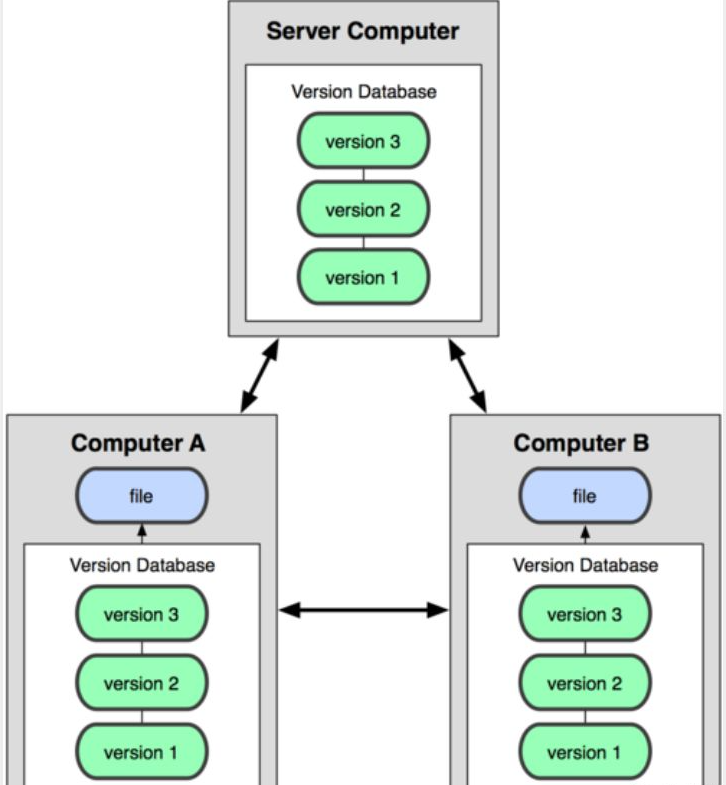 Server Computer
Version Database
version 3
version 2
version 1
Computer A
file
Version Database
version 3
version 2
version 1
Computer B
file
Version Database
version 3
version 2
version 1